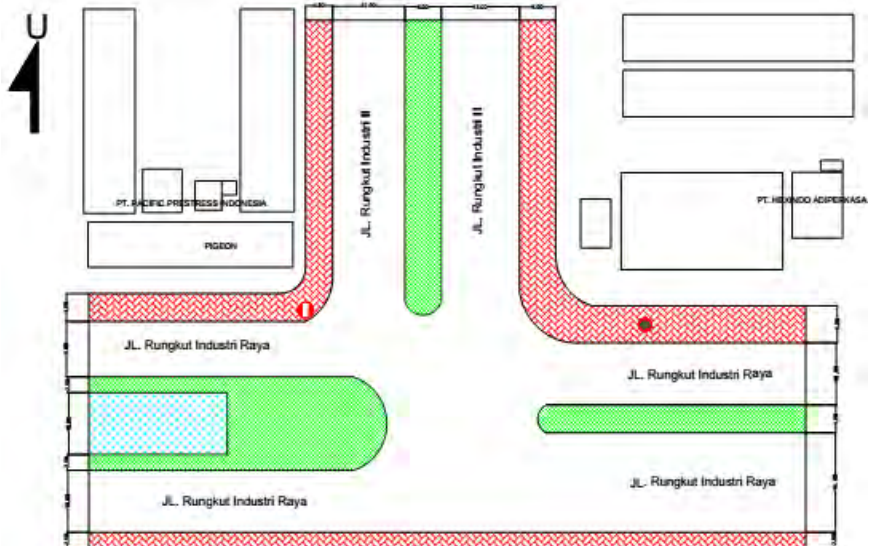 U
JL. Rungkut Industri II
JL. Rungkut Industri II
PT. PACIFIC PRESTRESS INDONESIA
PIGEON
PT. HEXINDO ADIPERKASA
JL. Rungkut Industri Raya
JL. Rungkut Industri Raya
JL. Rungkut Industri Raya
JL. Rungkut Industri Raya